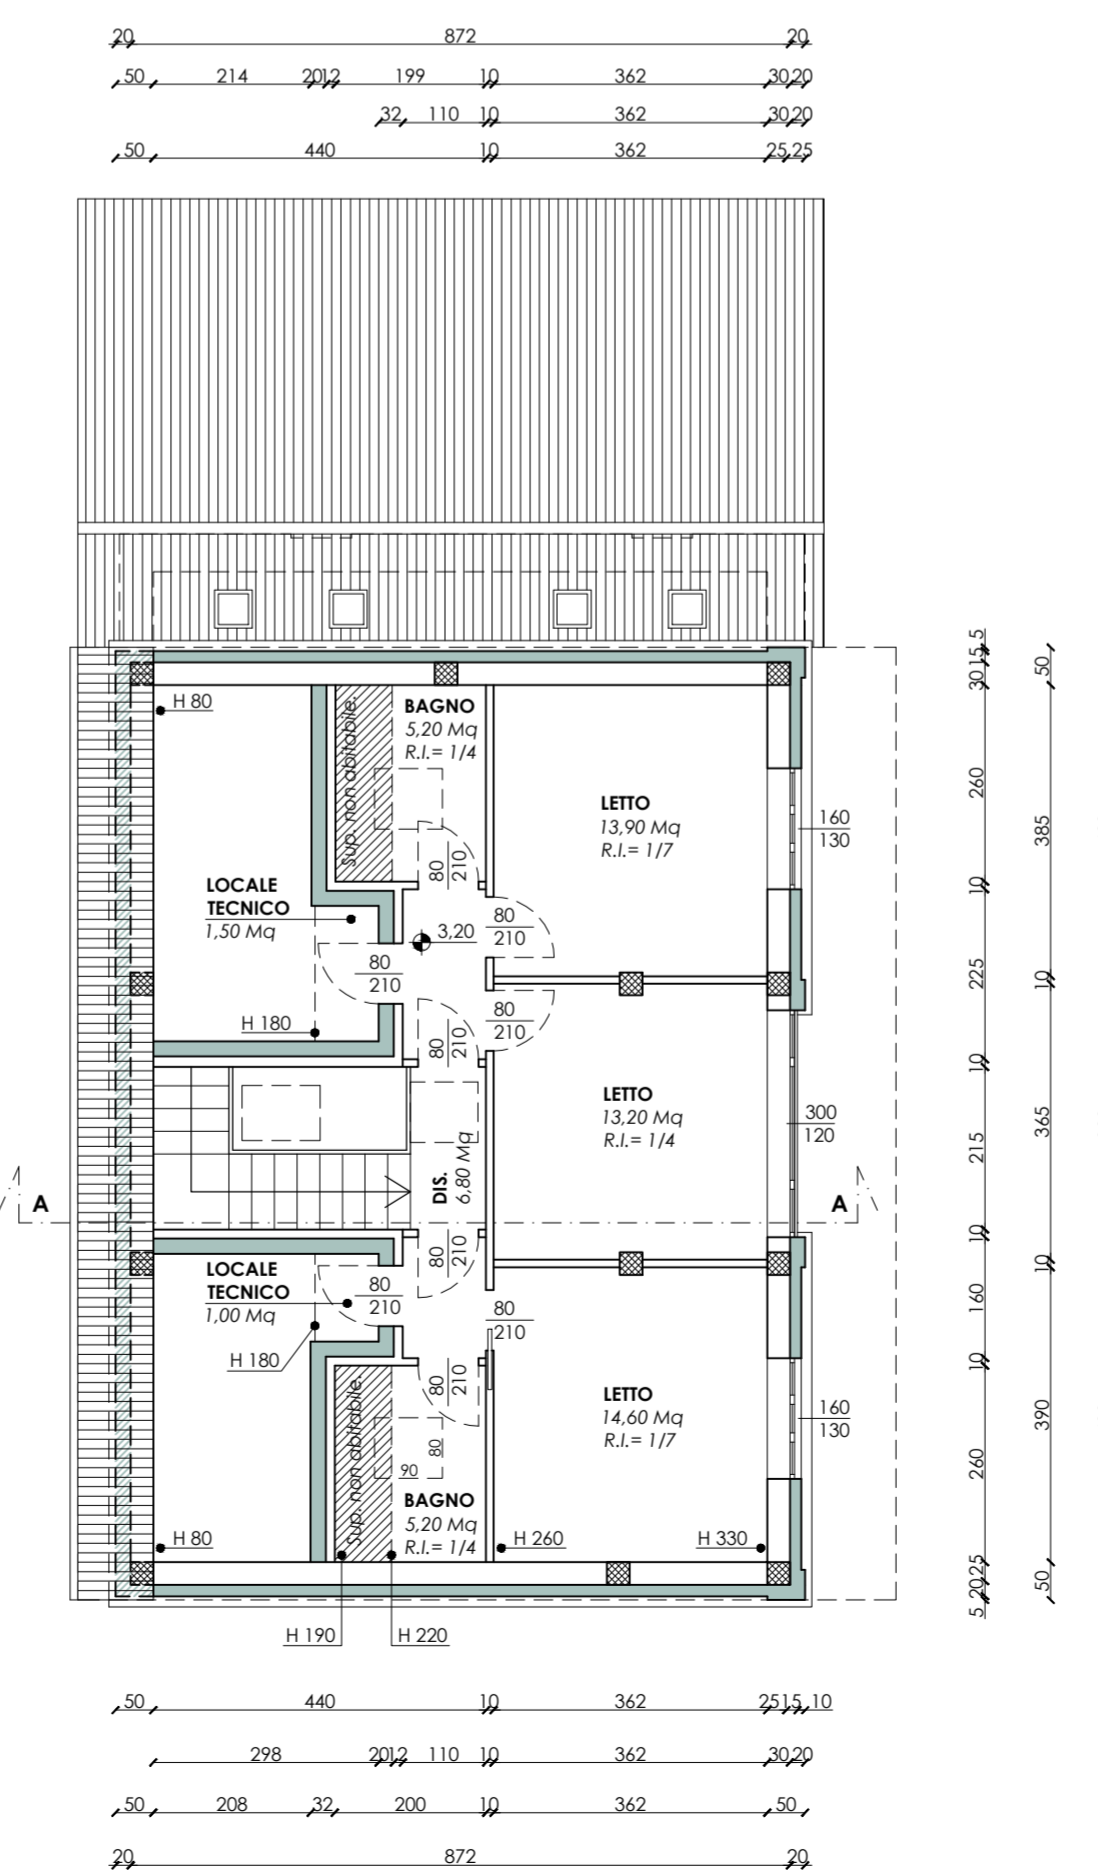 20 872 20
50 214 20 12 199 10 362 30 20
32 110 10 362 30 20
50 440 10 362 25 25
H 80
Sup. non abitabile.
BAGNO
5,20 Mq
R.I.= 1/4
80
210
LETTO
13,90 Mq
R.I.= 1/7
160
130
LOCALE
TECNICO
1,50 Mq
3,20
80
210
80
210
H 180
80
210
80
210
LETTO
13,20 Mq
R.I.= 1/4
300
120
DIS.
6,80 Mq
A
A
80
210
LOCALE
TECNICO
1,00 Mq
80
210
80
210
H 180
80
210
LETTO
14,60 Mq
R.I.= 1/7
160
130
Sup. non abitabile.
80
90
BAGNO
5,20 Mq
R.I.= 1/4
H 80
H 260
H 330
H 190
H 220
5 20 25 260 10 160 10 215 10 225 10 260 30 15 5
50 390 10 365 10 385 50
50 440 10 362 25 15 10
298 20 12 110 10 362 30 20
50 208 32 200 10 362 50
20 872 20